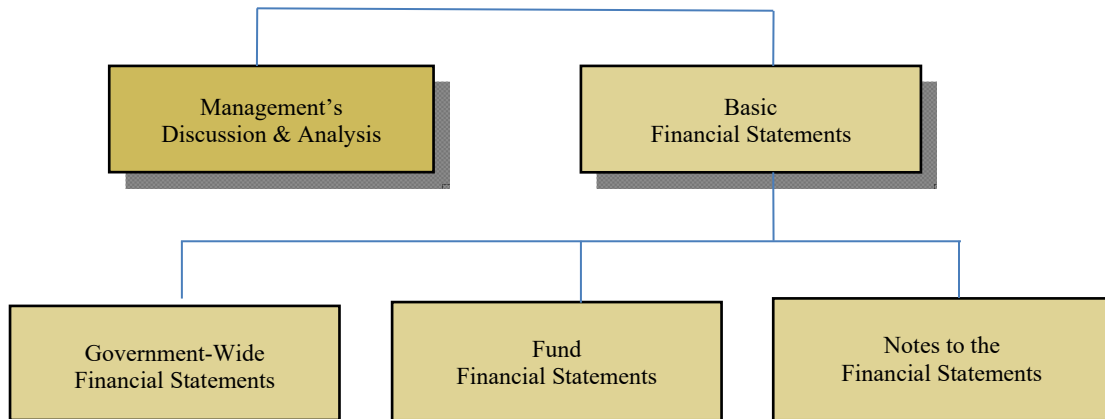 Management’s
Discussion & Analysis
Basic
Financial Statements
Government-Wide
Financial Statements
Fund
Financial Statements
Notes to the
Financial Statements